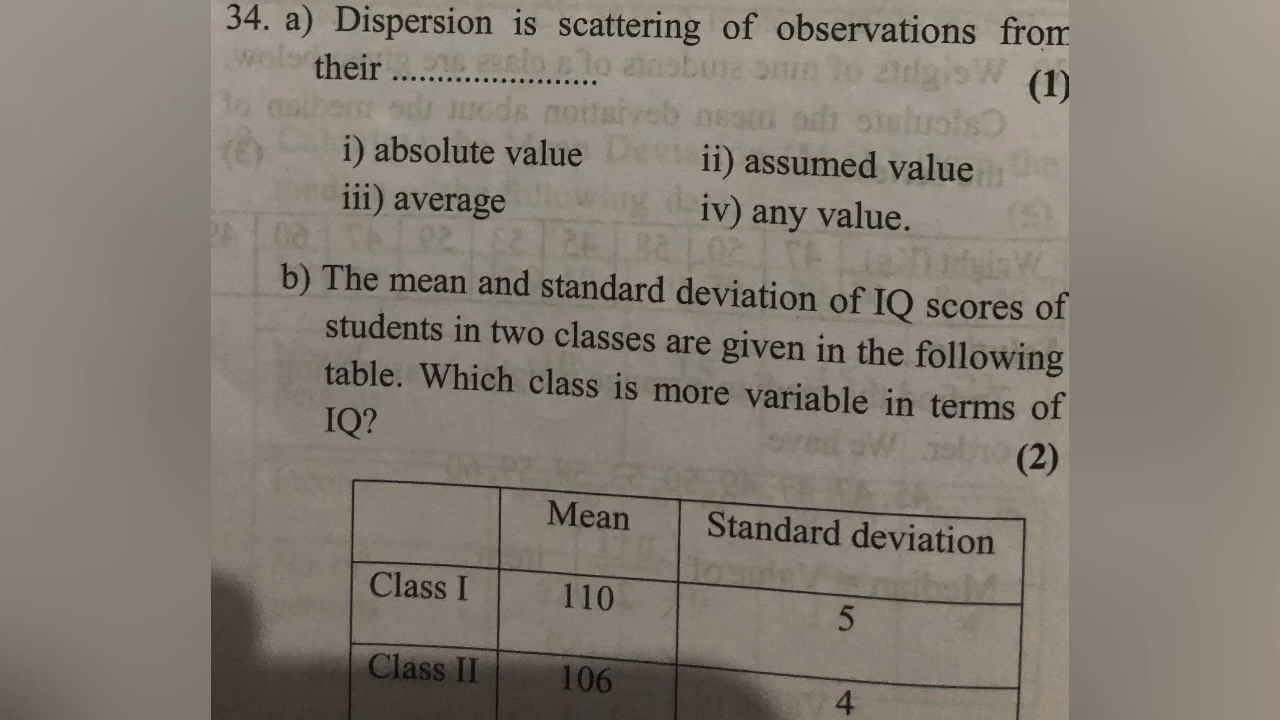 34. a) Dispersion is scattering of observations from
their .......................
(1)
i) absolute value ii) assumed value
iii) average iv) any value.
b) The mean and standard deviation of IQ scores of
students in two classes are given in the following
table. Which class is more variable in terms of
IQ?
(2)
Mean Standard deviation
Class I 110 5
Class II 106 4